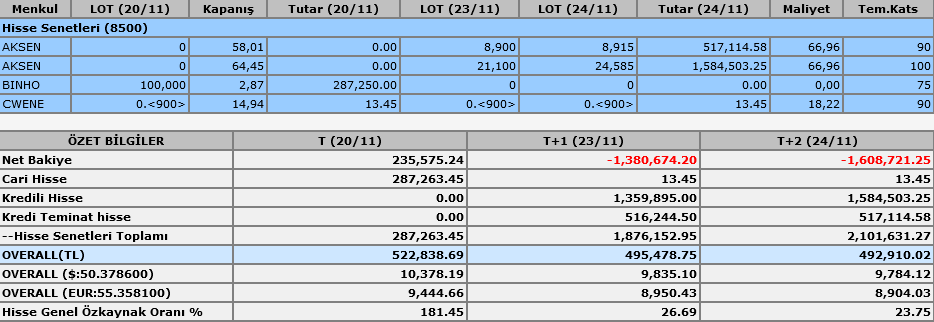 Menkul LOT (20/11) Kapanış Tutar (20/11) LOT (23/11) LOT (24/11) Tutar (24/11) Maliyet Tem.Kats
Hisse Senetleri (8500)
AKSEN 0 58,01 0.00 8,900 8,915 517,114.58 66,96 90
AKSEN 0 64,45 0.00 21,100 24,585 1,584,503.25 66,96 100
BINHO 100,000 2,87 287,250.00 0 0 0.00 0,00 75
CWENE 0.<900> 14,94 13.45 0.<900> 0.<900> 13.45 18,22 90
ÖZET BİLGİLER T (20/11) T+1 (23/11) T+2 (24/11)
Net Bakiye 235,575.24 -1,380,674.20 -1,608,721.25
Cari Hisse 287,263.45 13.45 13.45
Kredili Hisse 0.00 1,359,895.00 1,584,503.25
Kredi Teminat hisse 0.00 516,244.50 517,114.58
--Hisse Senetleri Toplamı 287,263.45 1,876,152.95 2,101,631.27
OVERALL(TL) 522,838.69 495,478.75 492,910.02
OVERALL ($:50.378600) 10,378.19 9,835.10 9,784.12
OVERALL (EUR:55.358100) 9,444.66 8,950.43 8,904.03
Hisse Genel Özkaynak Oranı % 181.45 26.69 23.75